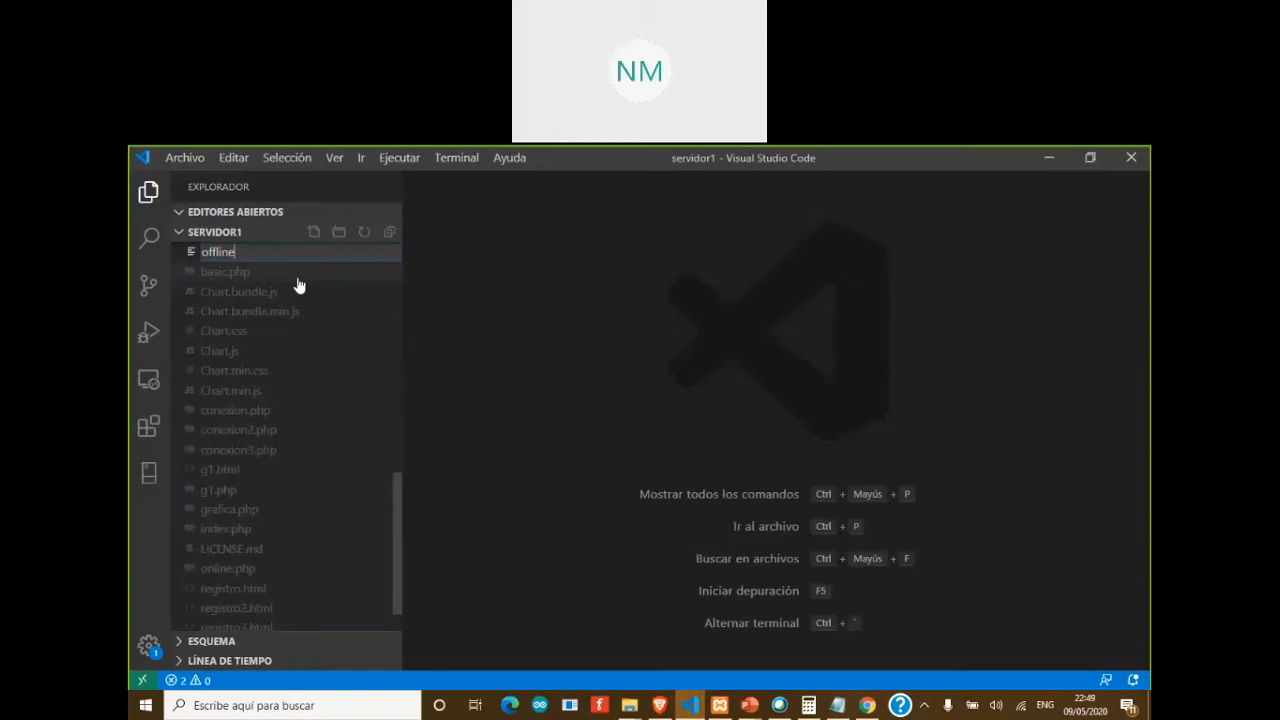 NM
Archivo Editar Selección Ver Ir Ejecutar Terminal Ayuda servidor1 - Visual Studio Code
EXPLORADOR
EDITORES ABIERTOS
SERVIDOR1
offline
basic.php
Chart.bundle.js
Chart.bundle.min.js
Chart.css
Chart.js
Chart.min.css
Chart.min.js
conexion.php
conexion2.php
conexion3.php
g1.html
g1.php
grafica.php
index.php
LICENSE.md
online.php
registro.html
registro2.html
registro3.html
ESQUEMA
LÍNEA DE TIEMPO
Mostrar todos los comandos Ctrl + Mayús + P
Ir al archivo Ctrl + P
Buscar en archivos Ctrl + Mayús + F
Iniciar depuración F5
Alternar terminal Ctrl + `
1
2 0
Escribe aquí para buscar
ENG
22:49
09/05/2020
11